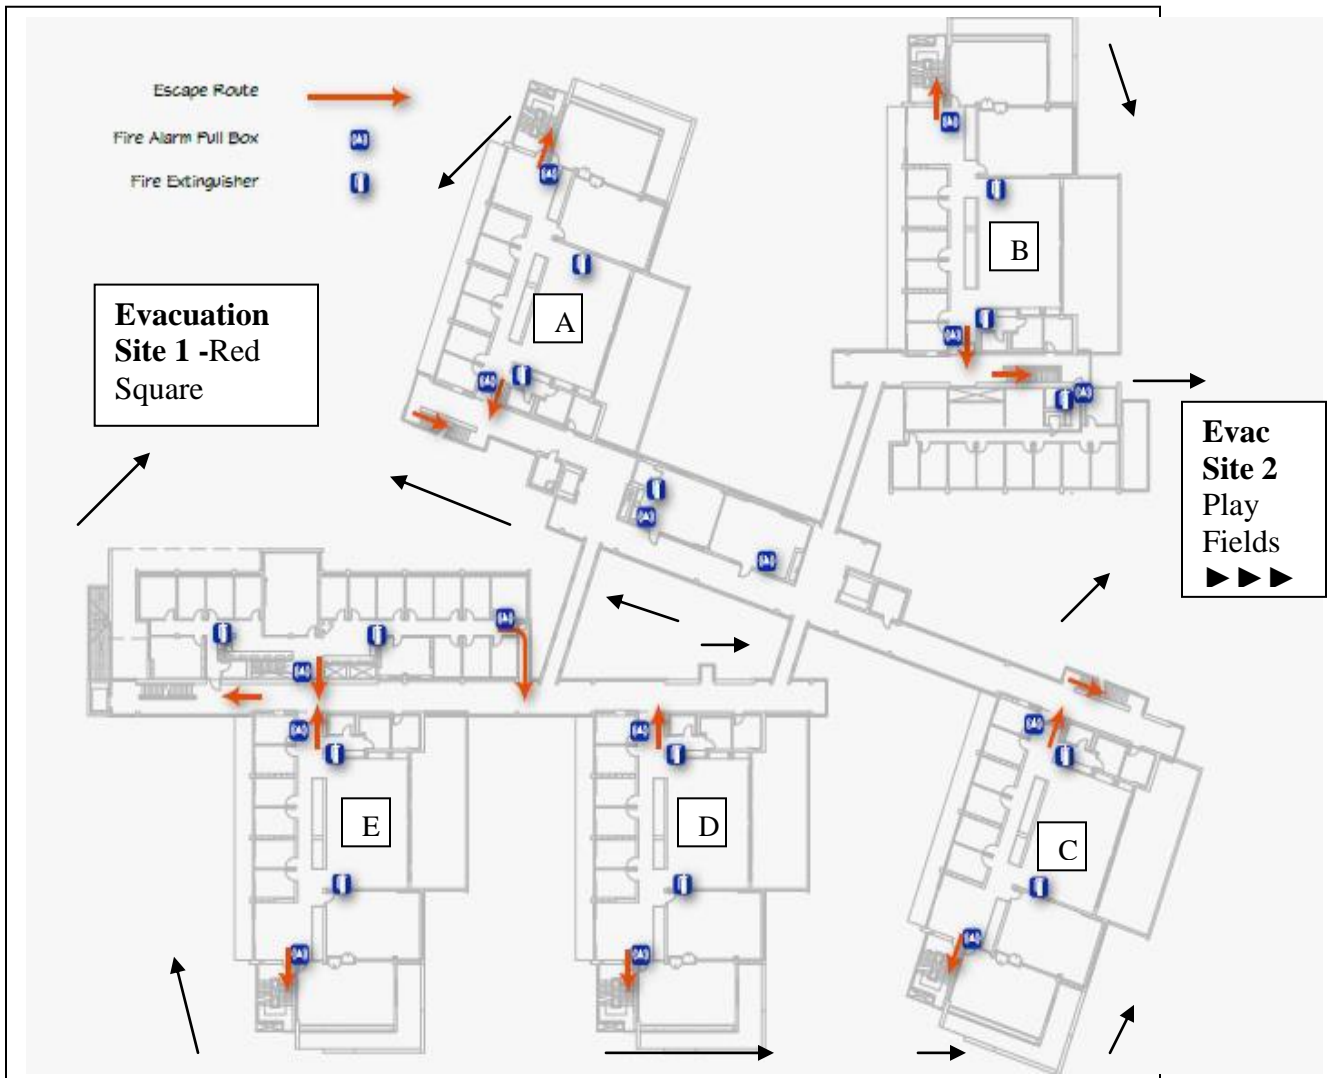 Escape Route
Fire Alarm Pull Box
Fire Extinguisher
A
B
Evacuation
Site 1 -Red
Square
Evac
Site 2
Play
Fields
►►►
E
D
C